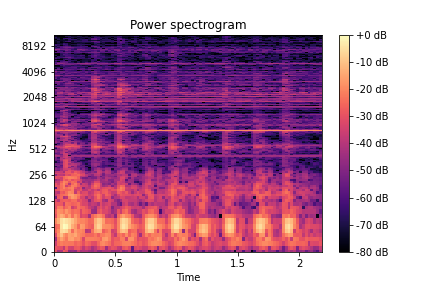 Power spectrogram
8192
4096
2048
1024
512
256
128
64
0
Hz
0
0.5
1
1.5
2
Time
+0 dB
-10 dB
-20 dB
-30 dB
-40 dB
-50 dB
-60 dB
-70 dB
-80 dB